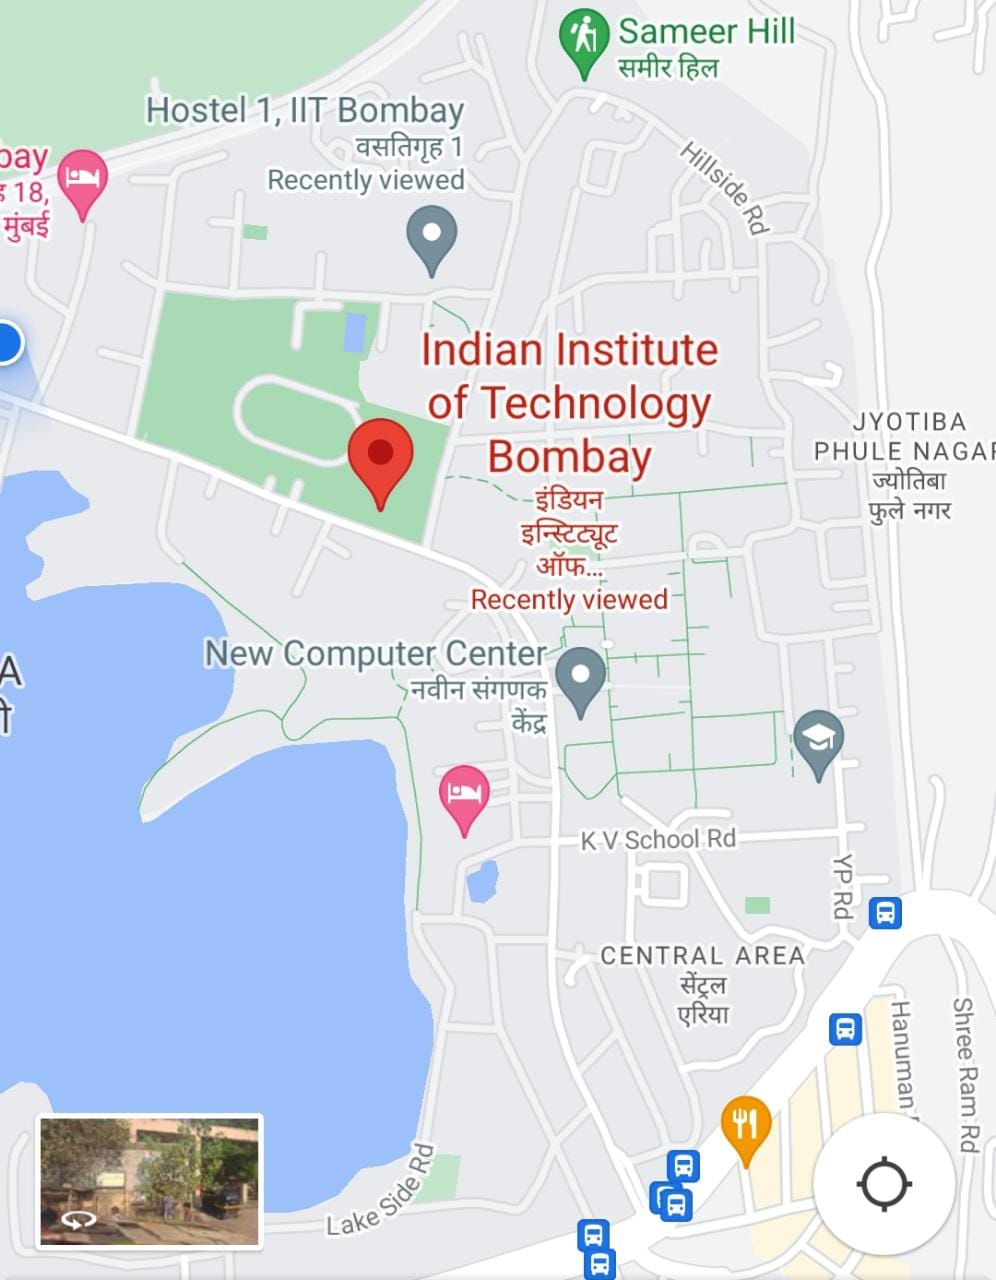 Sameer Hill
समीर हिल
Hostel 1, IIT Bombay
वसतिगृह 1
Recently viewed
bay
18,
मुंबई
Hillside Rd
Indian Institute
of Technology
Bombay
इंडियन
इन्स्टिट्यूट
ऑफ...
Recently viewed
JYOTIBA
PHULE NAGAR
ज्योतिबा
फुले नगर
New Computer Center
नवीन संगणक
केंद्र
A
K V School Rd
YP Rd
CENTRAL AREA
सेंट्रल
एरिया
Hanuman
Shree Ram Rd
Lake Side Rd